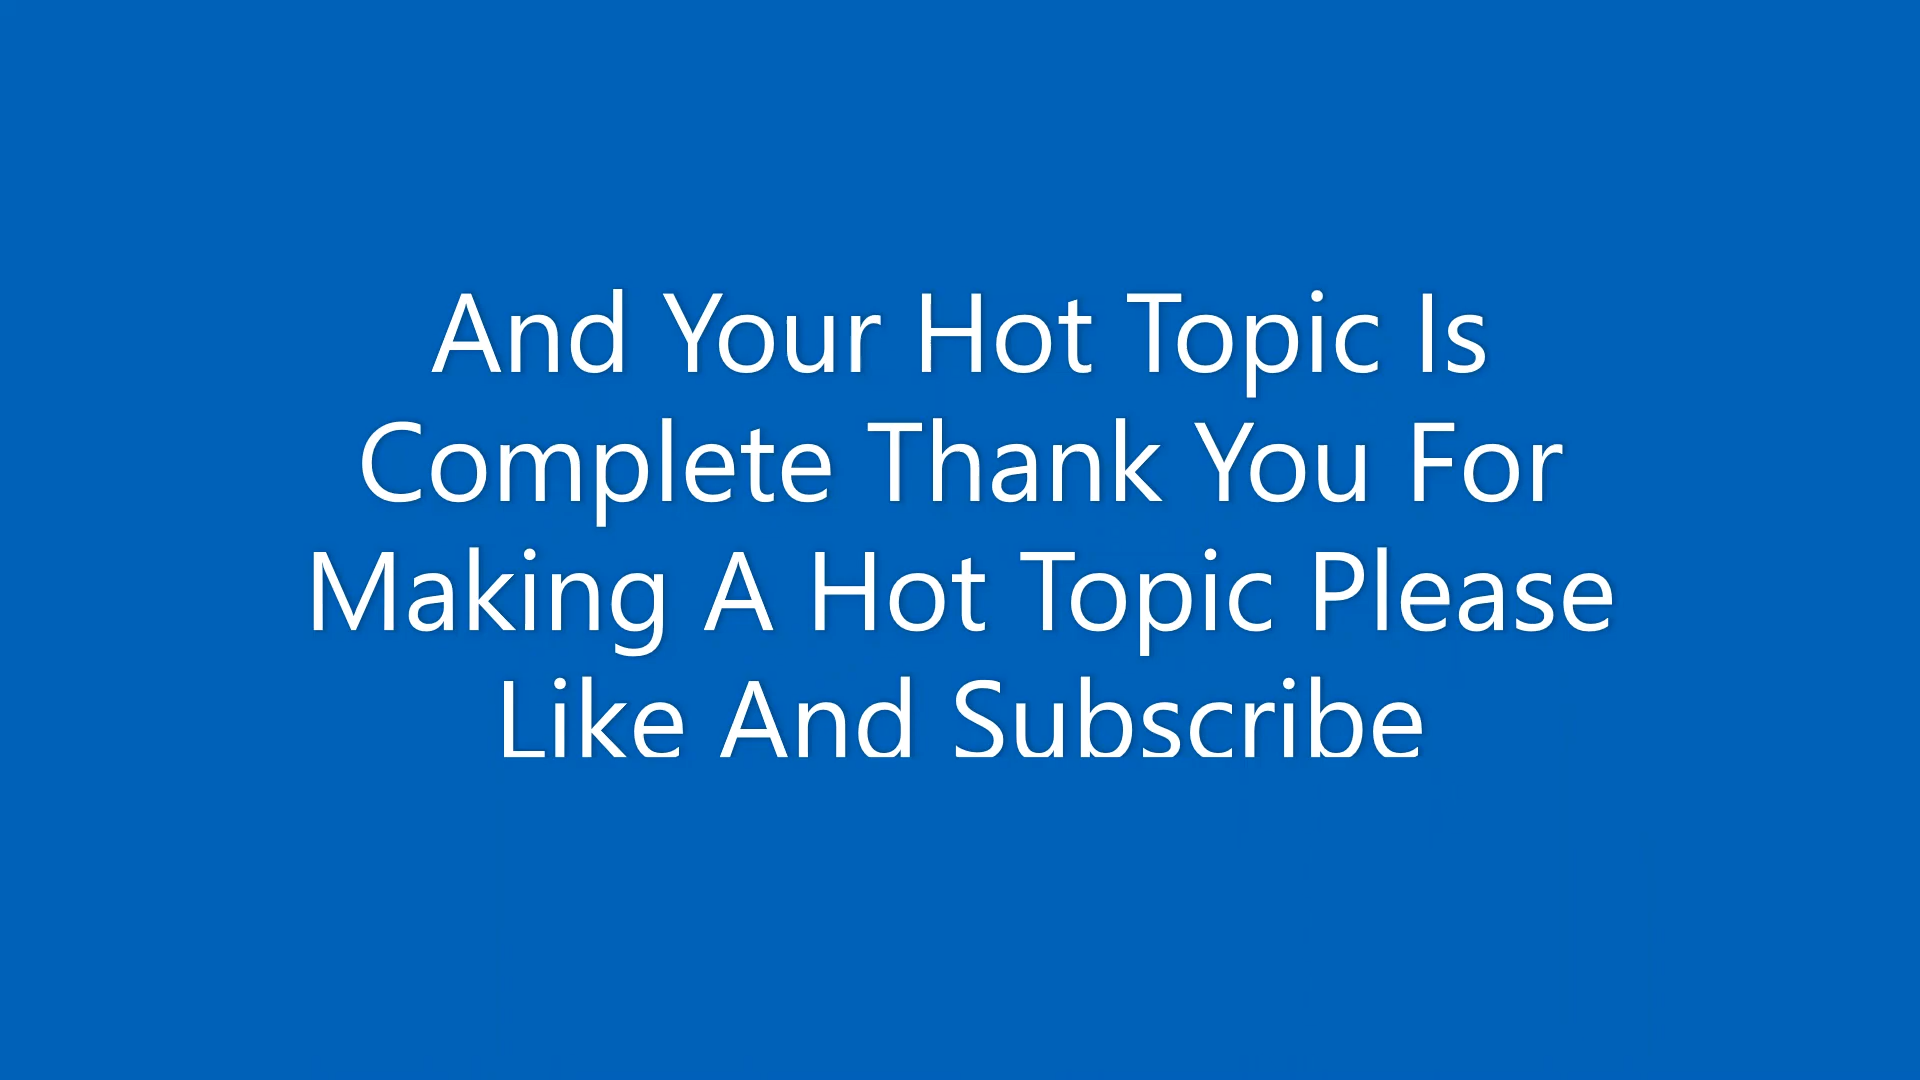 And Your Hot Topic Is
Complete Thank You For
Making A Hot Topic Please
Like And Subscribe